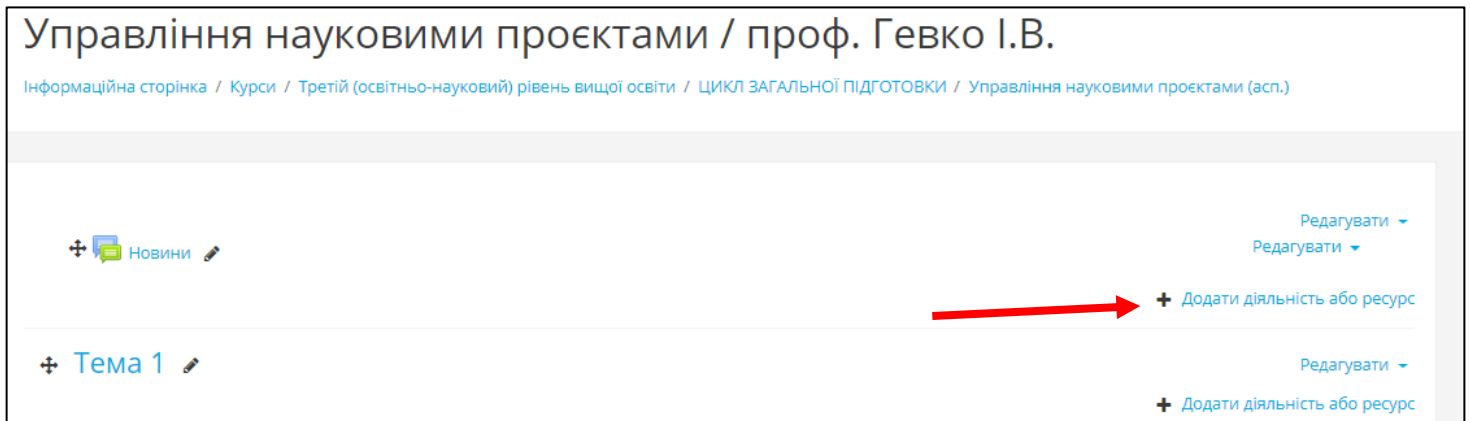 Управління науковими проєктами / проф. Гевко І.В.
Інформаційна сторінка / Курси / Третій (освітньо-науковий) рівень вищої освіти / ЦИКЛ ЗАГАЛЬНОЇ ПІДГОТОВКИ / Управління науковими проєктами (асп.)
Редагувати
Новини
Редагувати
Додати діяльність або ресурс
Тема 1
Редагувати
Додати діяльність або ресурс